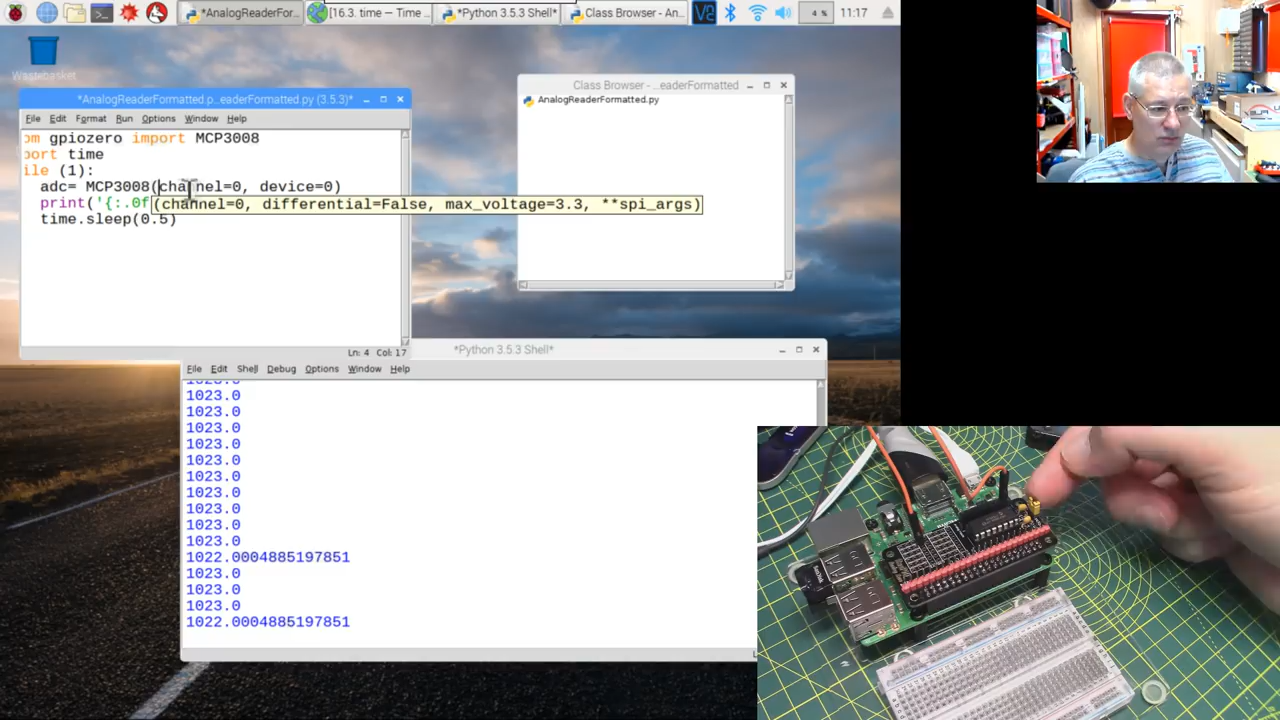 *AnalogReaderFor...
[16.3. time — Time ...
*Python 3.5.3 Shell*
Class Browser - An...
V2
4 %
11:17
Wastebasket
*AnalogReaderFormatted.p...eaderFormatted.py (3.5.3)*
File Edit Format Run Options Window Help
om gpiozero import MCP3008
port time
ile (1):
adc= MCP3008(channel=0, device=0)
print('{:.0f
(channel=0, differential=False, max_voltage=3.3, **spi_args)
time.sleep(0.5)
Ln: 4 Col: 17
Class Browser - ...eaderFormatted
AnalogReaderFormatted.py
*Python 3.5.3 Shell*
File Edit Shell Debug Options Window Help
1023.0
1023.0
1023.0
1023.0
1023.0
1023.0
1023.0
1023.0
1023.0
1023.0
1023.0
1022.0004885197851
1023.0
1023.0
1023.0
1022.0004885197851